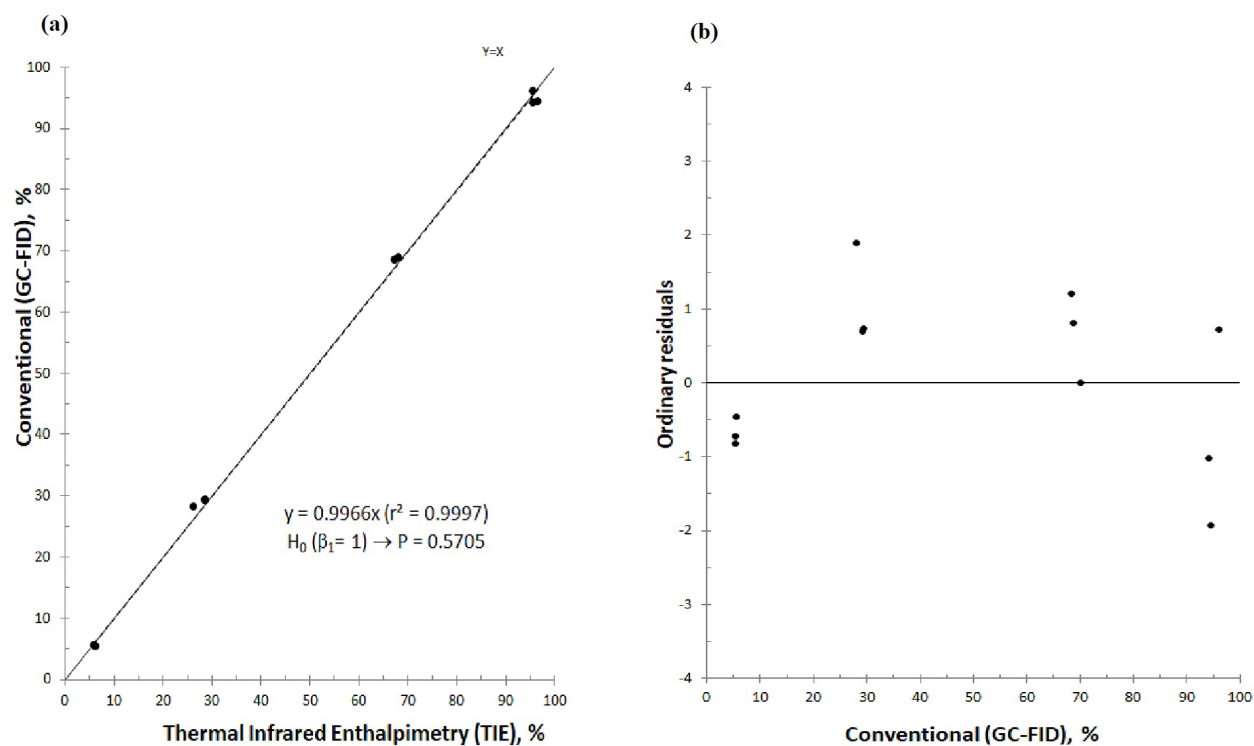 (a)
Y=X
100
90
80
70
60
50
40
30
20
10
0
0 10 20 30 40 50 60 70 80 90 100
Conventional (GC-FID), %
y = 0.9966x (r² = 0.9997)
H₀ (β₁= 1) → P = 0.5705
Thermal Infrared Enthalpimetry (TIE), %
(b)
4
3
2
1
0
-1
-2
-3
-4
0 10 20 30 40 50 60 70 80 90 100
Ordinary residuals
Conventional (GC-FID), %